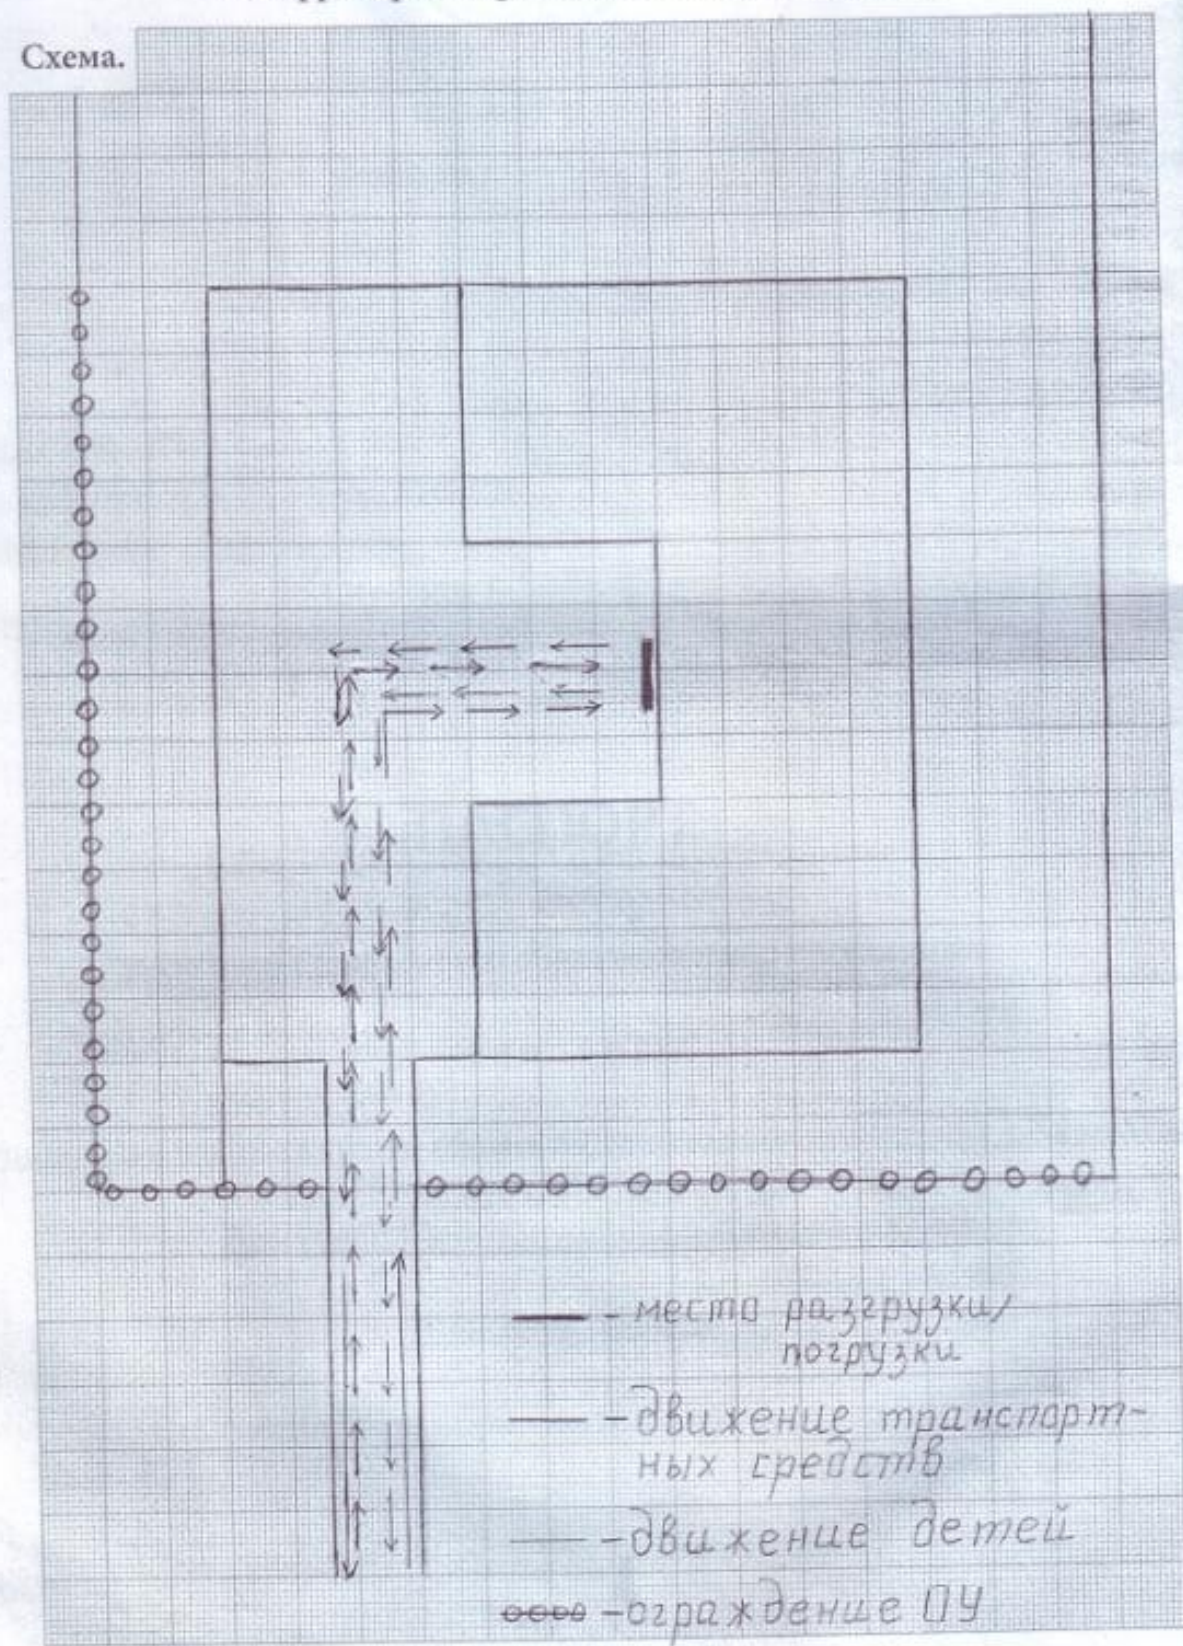 Схема.
- место разгрузки/
погрузки
- движение транспорт-
ных средств
- движение детей
- ограждение ОУ